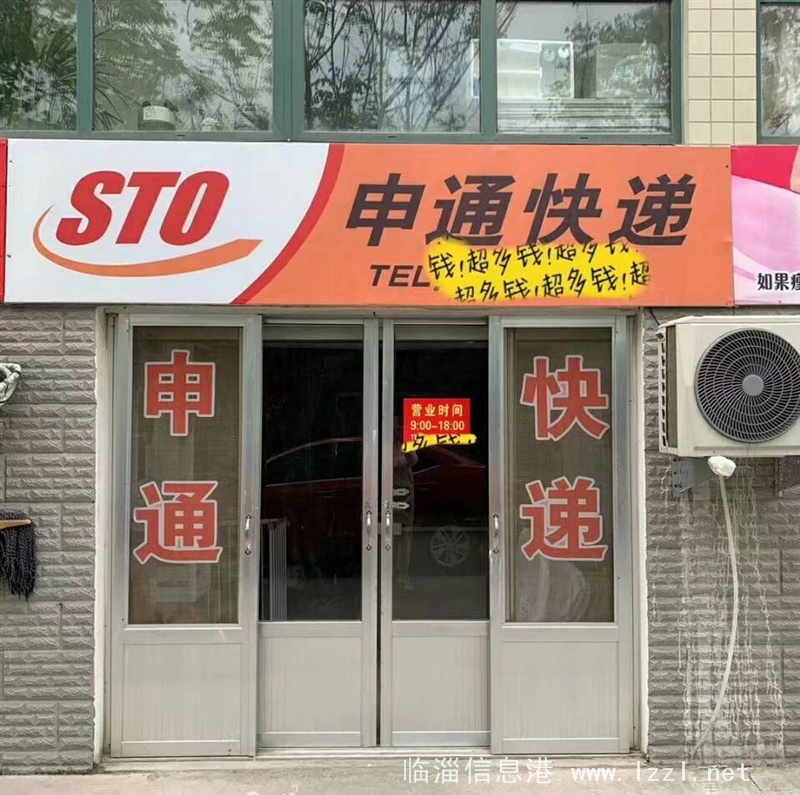 STO
申通快递
TEL
钱!超多钱!超多钱
超多钱!超多钱!超
如果瘦
申通
快递
营业时间
9:00-18:00
多钱!
临淄信息港 www.lzzl.net